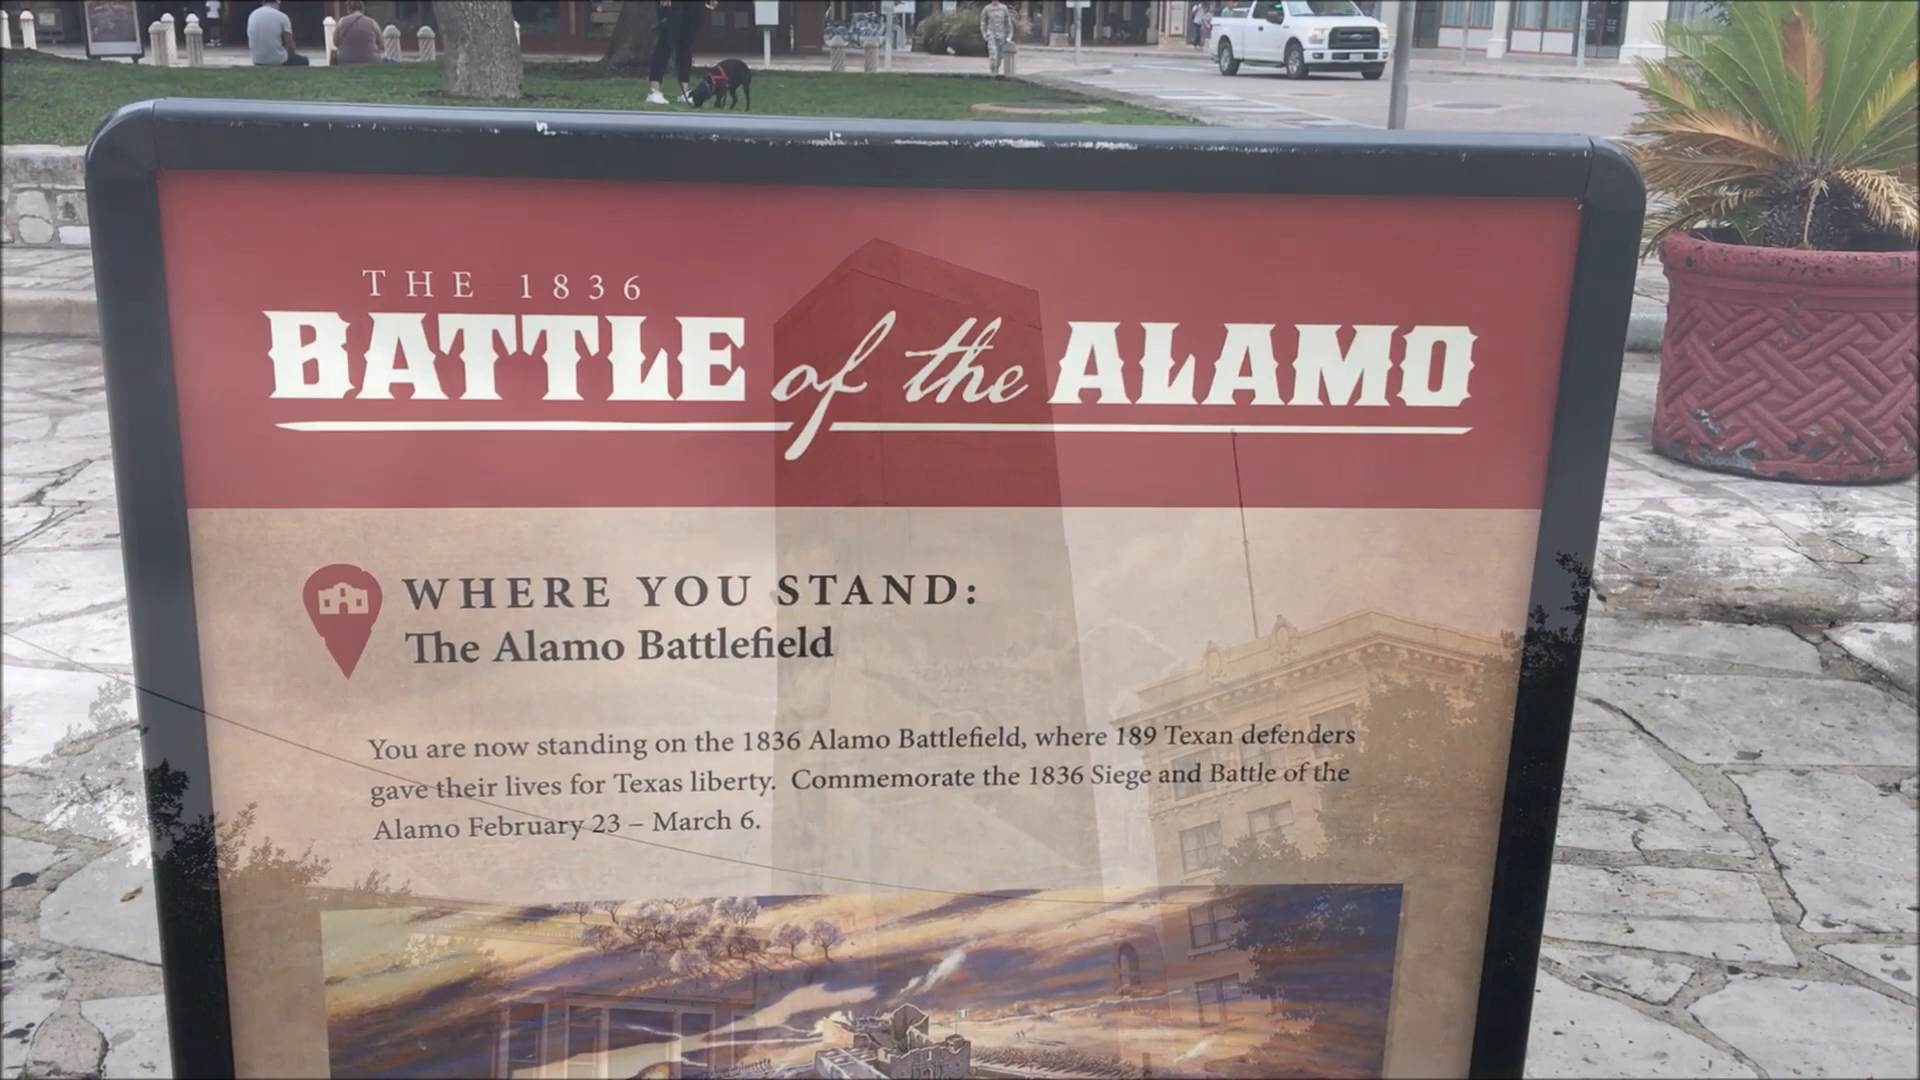 THE 1836
BATTLE of the ALAMO
WHERE YOU STAND:
The Alamo Battlefield
You are now standing on the 1836 Alamo Battlefield, where 189 Texan defenders
gave their lives for Texas liberty. Commemorate the 1836 Siege and Battle of the
Alamo February 23 – March 6.